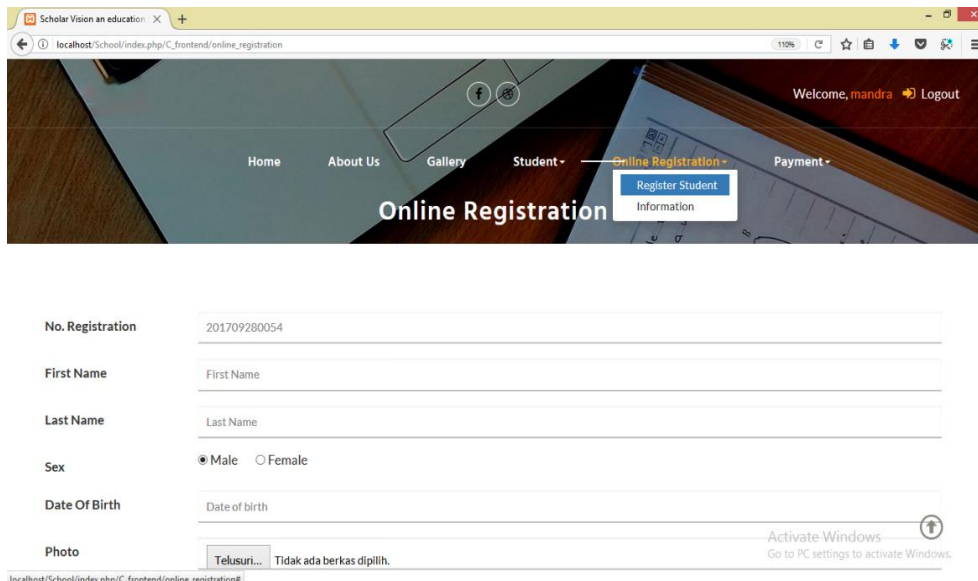 Scholar Vision an education
localhost/School/index.php/C_frontend/online_registration
110%
Welcome, mandra Logout
Home About Us Gallery Student Online Registration Payment
Register Student
Information
Online Registration
No. Registration 201709280054
First Name First Name
Last Name Last Name
Sex Male Female
Date Of Birth Date of birth
Photo Telusuri... Tidak ada berkas dipilih.
Activate Windows
Go to PC settings to activate Windows.
localhost/School/index.php/C_frontend/online_registration#